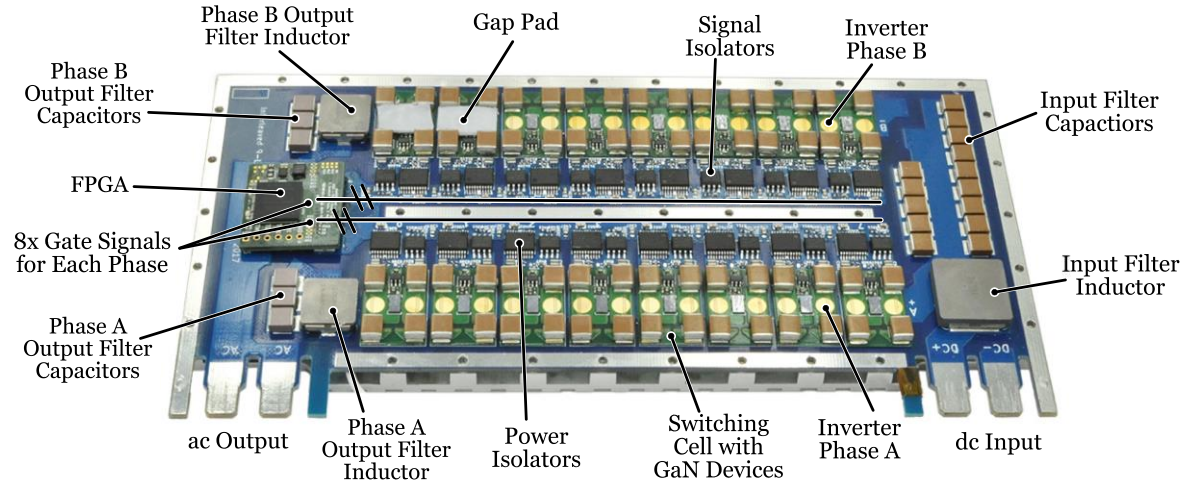 Phase B Output
Filter Inductor
Gap Pad
Signal
Isolators
Inverter
Phase B
Phase B
Output Filter
Capacitors
Input Filter
Capactiors
FPGA
8x Gate Signals
for Each Phase
Input Filter
Inductor
Phase A
Output Filter
Capacitors
A+
AC
AC
DC+
DC-
ac Output
Phase A
Output Filter
Inductor
Power
Isolators
Switching
Cell with
GaN Devices
Inverter
Phase A
dc Input